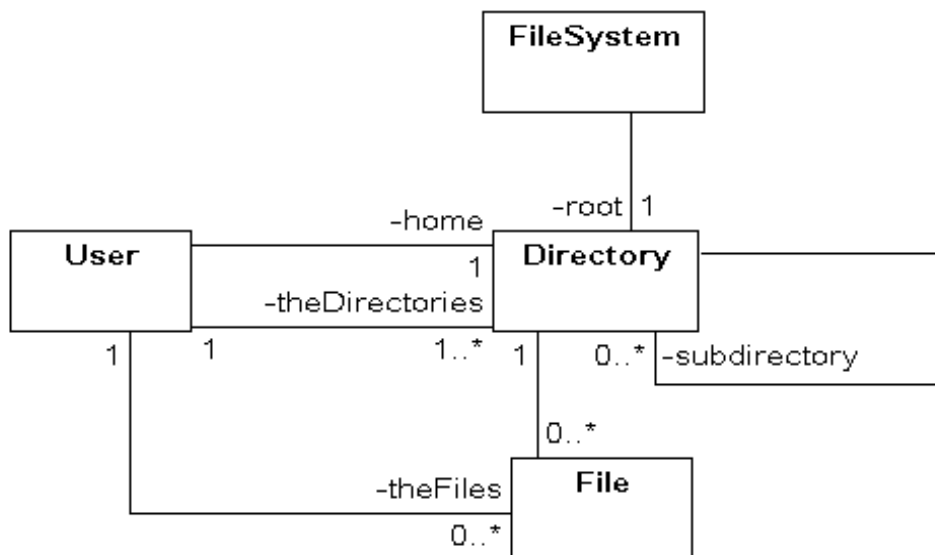 FileSystem
-root 1
-home
User
1
Directory
-theDirectories
1
1..*
1
1
0..*
-subdirectory
0..*
-theFiles
File
0..*